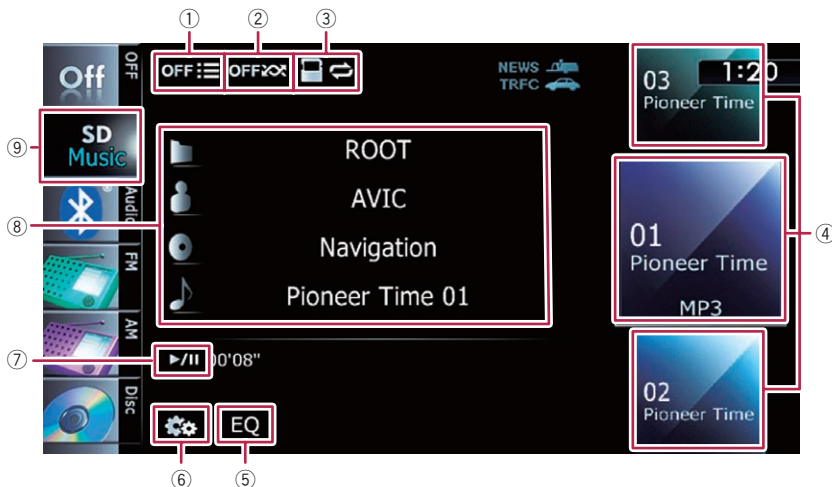 ① ② ③
Off OFF
OFF OFF
NEWS
TRFC
03
Pioneer Time
1:20
⑨ SD
Music
Audio
FM
AM
Disc
⑧
ROOT
AVIC
Navigation
Pioneer Time 01
④
01
Pioneer Time
MP3
⑦ ►/II 00'08"
02
Pioneer Time
EQ
⑥ ⑤